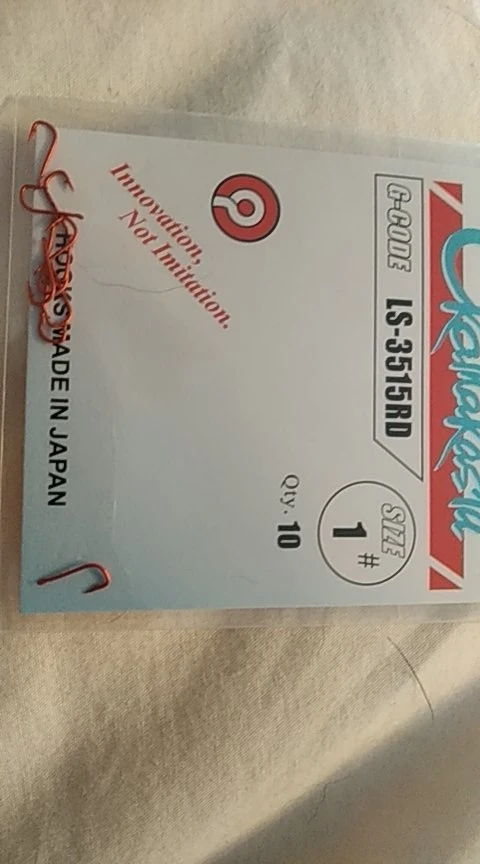 Gamakatsu
G-CODE LS-3515RD
SIZE
1 #
Qty. 10
Innovation,
Not Imitation.
HOOKS MADE IN JAPAN